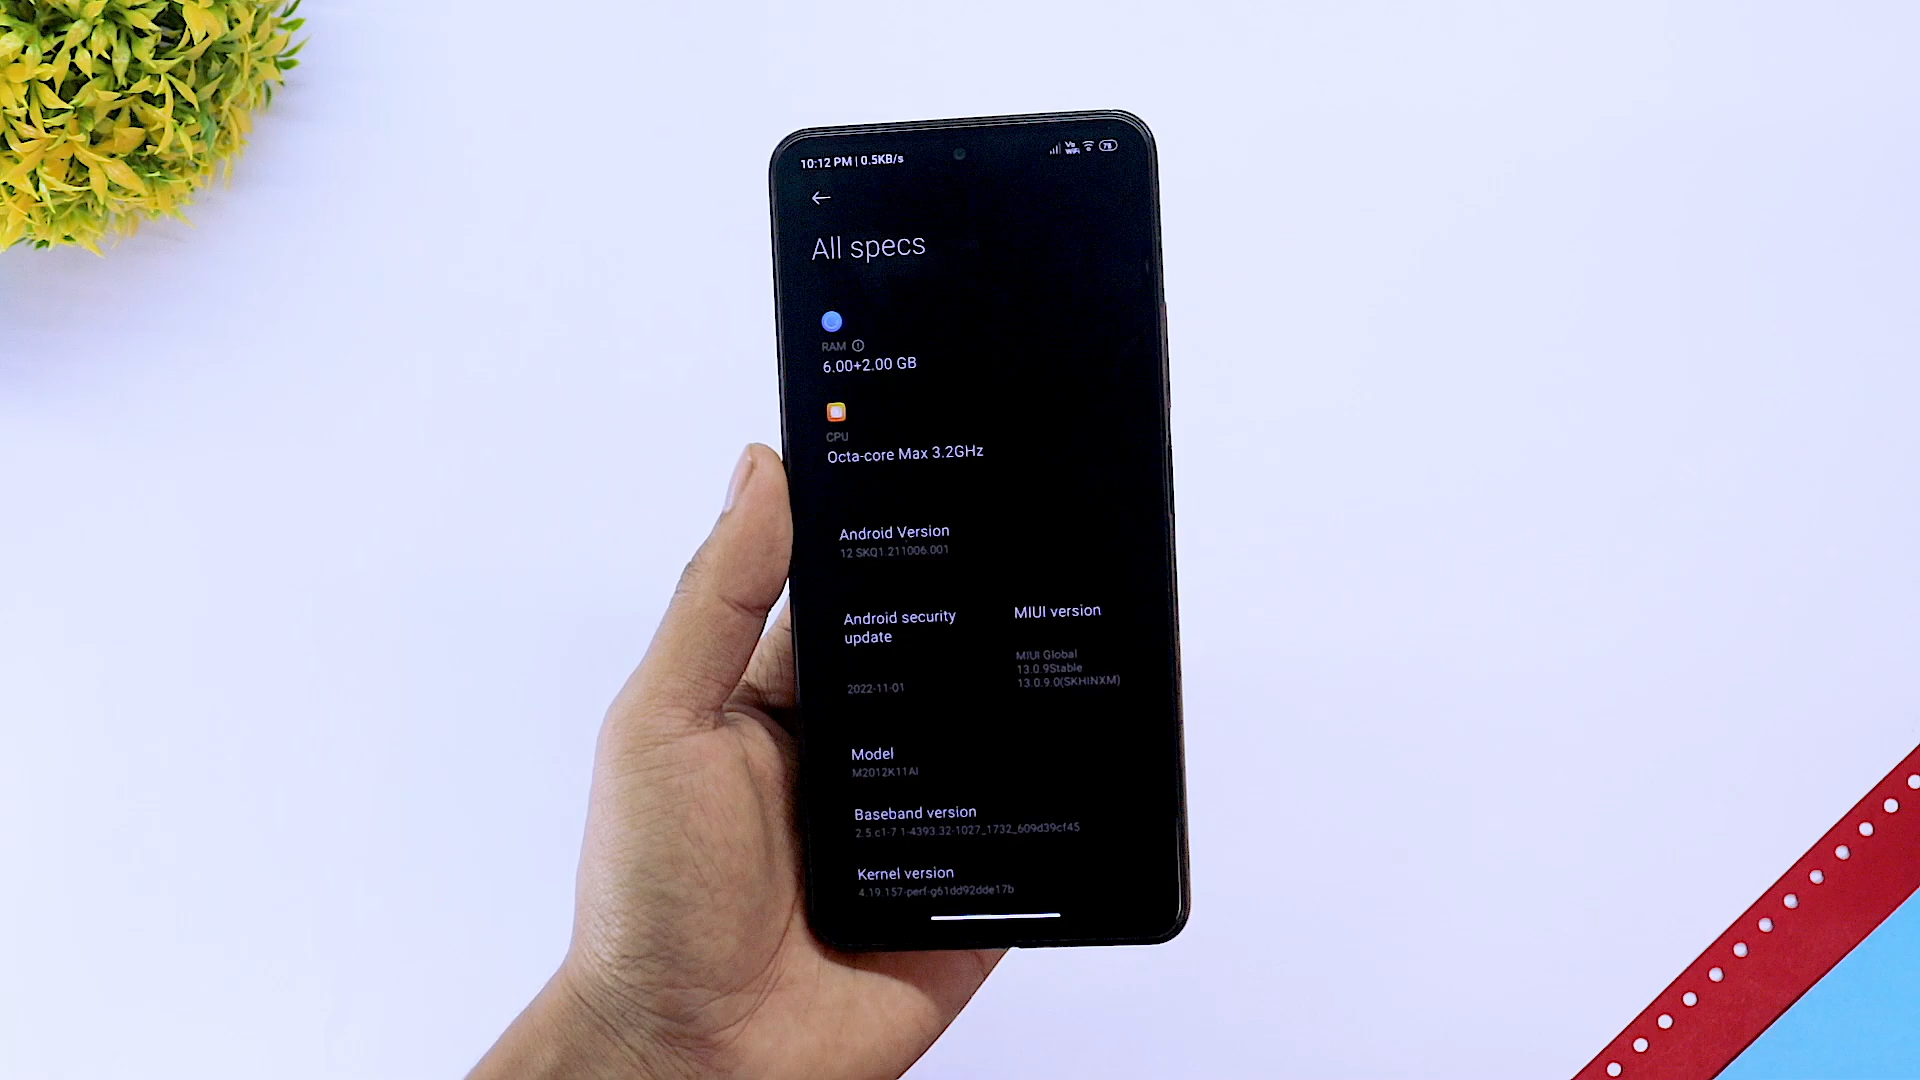 10:12 PM | 0.5KB/s
Vo
WiFi
78
All specs
RAM
6.00+2.00 GB
CPU
Octa-core Max 3.2GHz
Android Version
12 SKQ1.211006.001
Android security
update
2022-11-01
MIUI version
MIUI Global
13.0.9Stable
13.0.9.0(SKHINXM)
Model
M2012K11AI
Baseband version
2.5.c1-7.1-4393.32-1027_1732_609d39cf45
Kernel version
4.19.157-perf-g61dd92dde17b